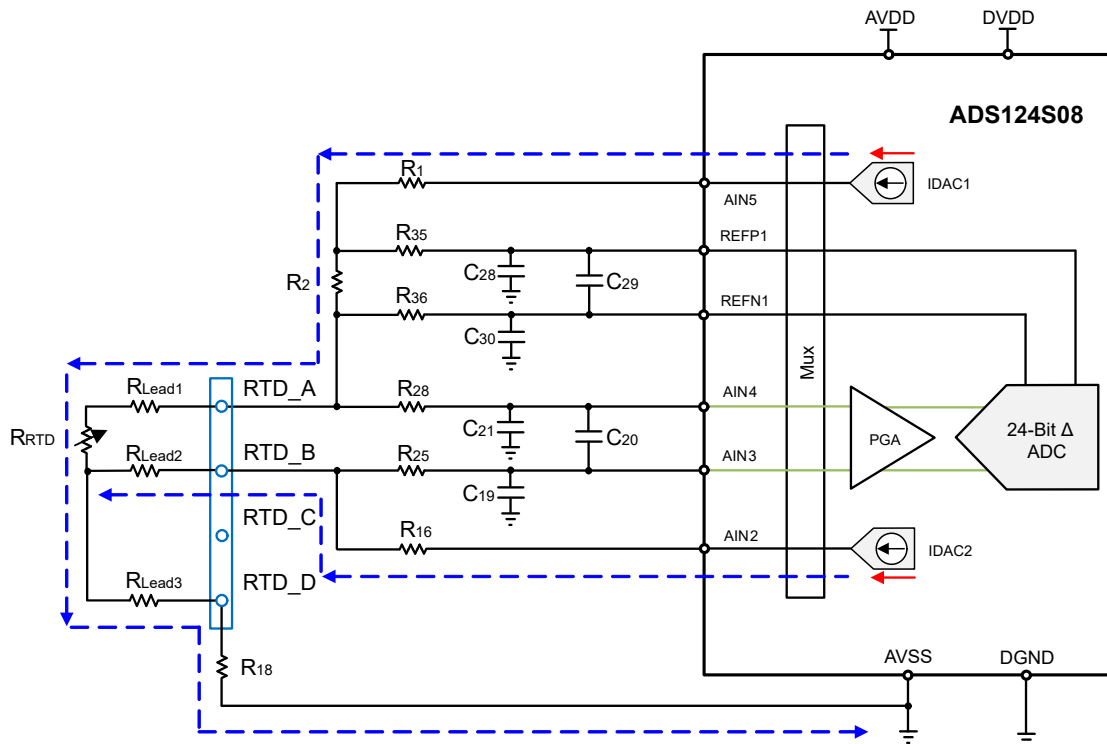 AVDD DVDD
ADS124S08
R1
IDAC1
AIN5
R35
REFP1
C28
C29
R2
R36
REFN1
C30
Mux
RLead1
RTD_A
R28
AIN4
C21
C20
RRTD
PGA
24-Bit Δ
ADC
RLead2
RTD_B
R25
AIN3
C19
RTD_C
R16
AIN2
IDAC2
RLead3
RTD_D
R18
AVSS DGND